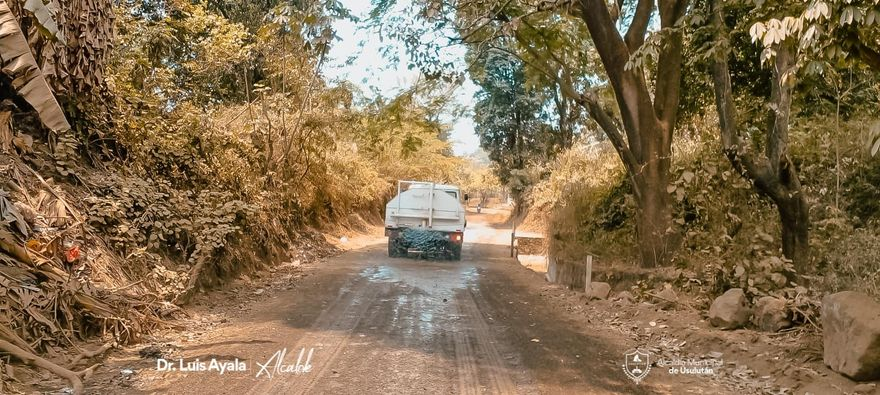 Dr. Luis Ayala Alcalde
Alcaldía Municipal
de Usulután